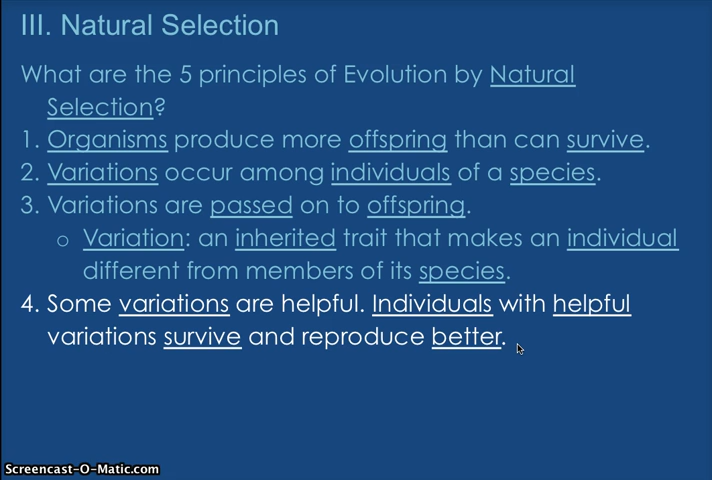 III. Natural Selection
What are the 5 principles of Evolution by Natural
Selection?
1. Organisms produce more offspring than can survive.
2. Variations occur among individuals of a species.
3. Variations are passed on to offspring.
o Variation: an inherited trait that makes an individual
different from members of its species.
4. Some variations are helpful. Individuals with helpful
variations survive and reproduce better.
Screencast-O-Matic.com